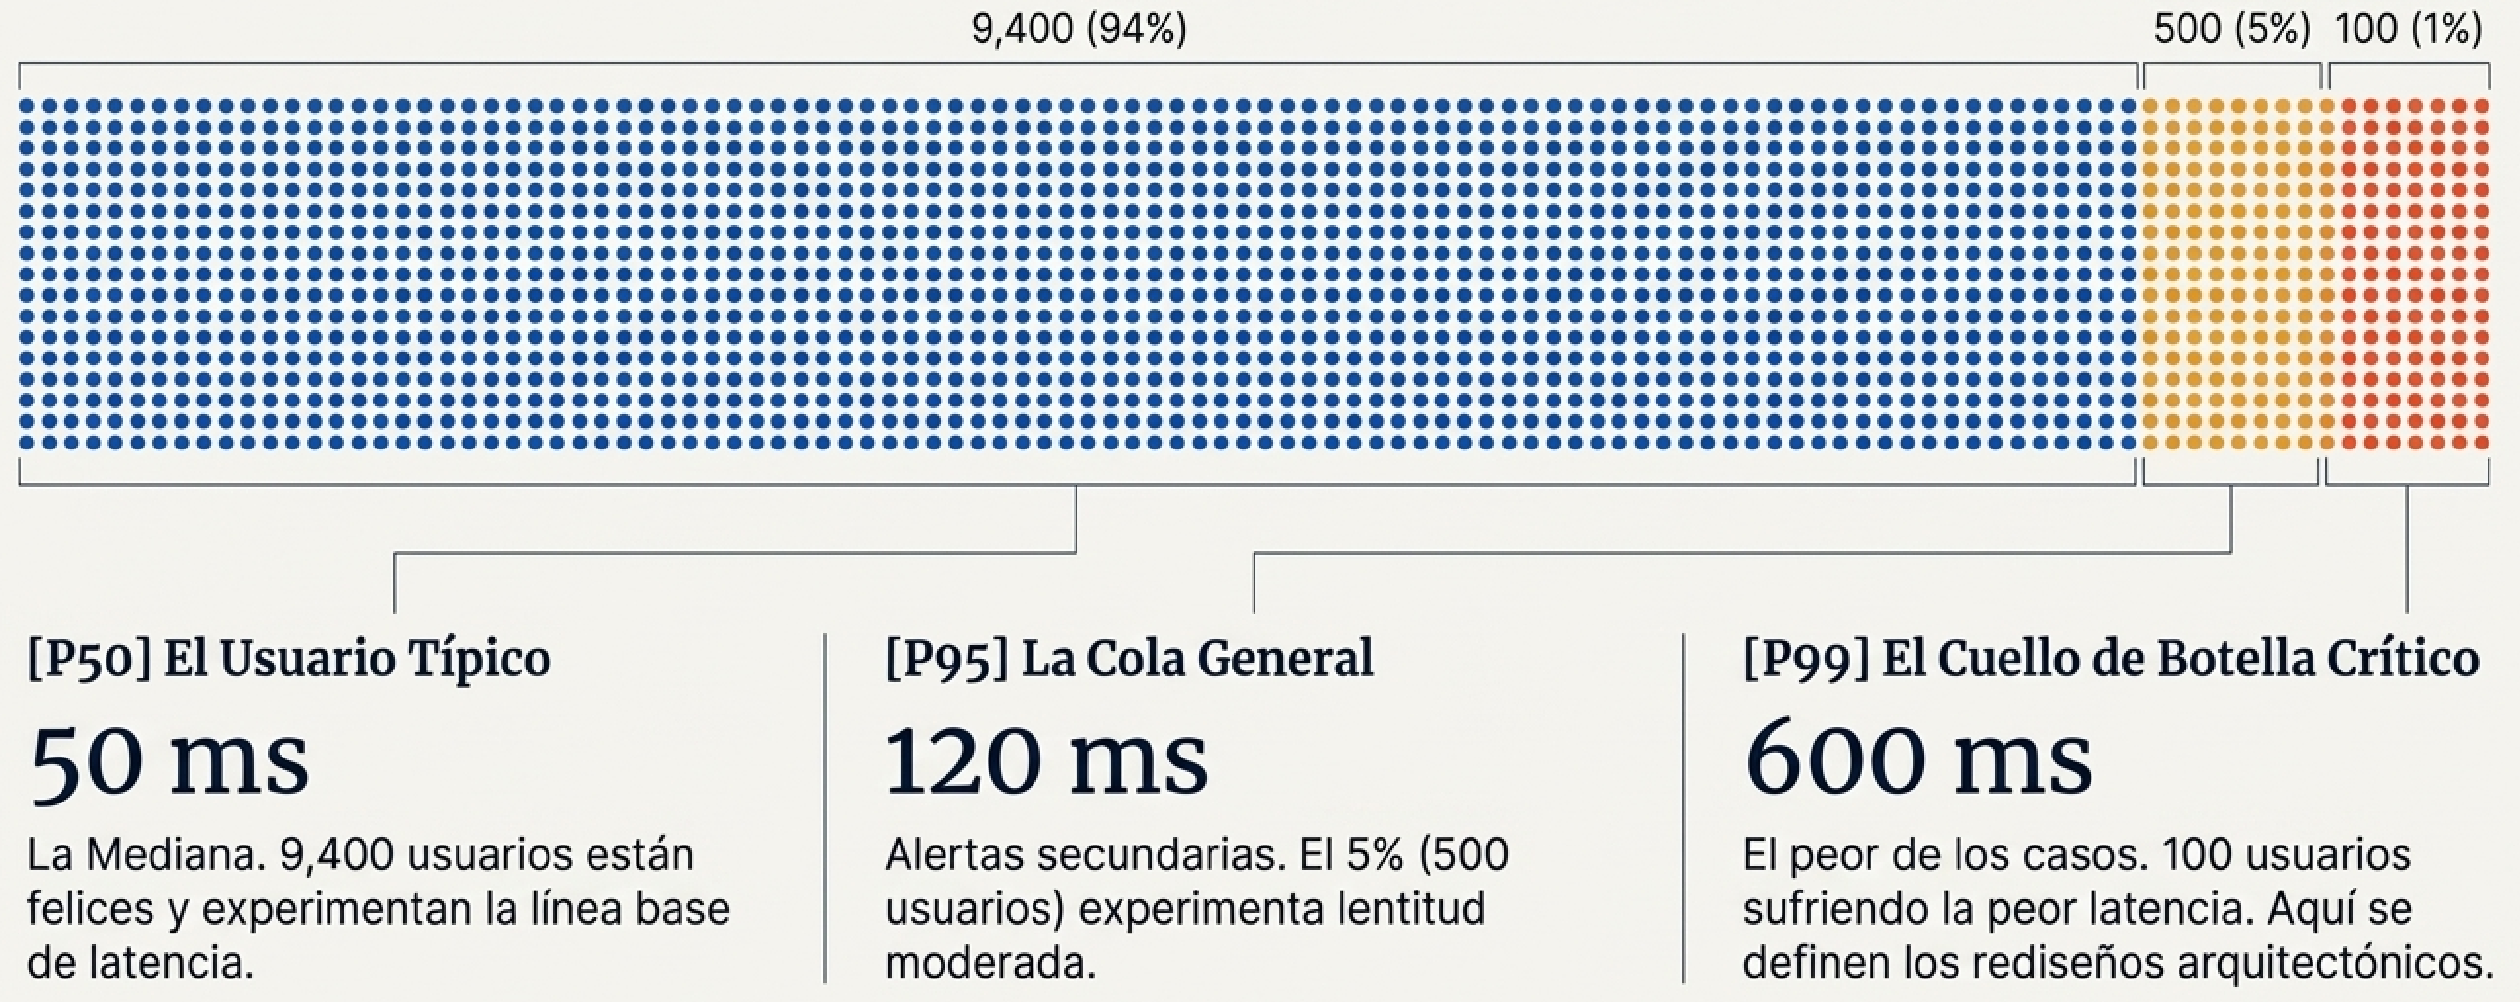 9,400 (94%)
500 (5%)
100 (1%)
[P50] El Usuario Típico
50 ms
La Mediana. 9,400 usuarios están
felices y experimentan la línea base
de latencia.
[P95] La Cola General
120 ms
Alertas secundarias. El 5% (500
usuarios) experimenta lentitud
moderada.
[P99] El Cuello de Botella Crítico
600 ms
El peor de los casos. 100 usuarios
sufriendo la peor latencia. Aquí se
definen los rediseños arquitectónicos.